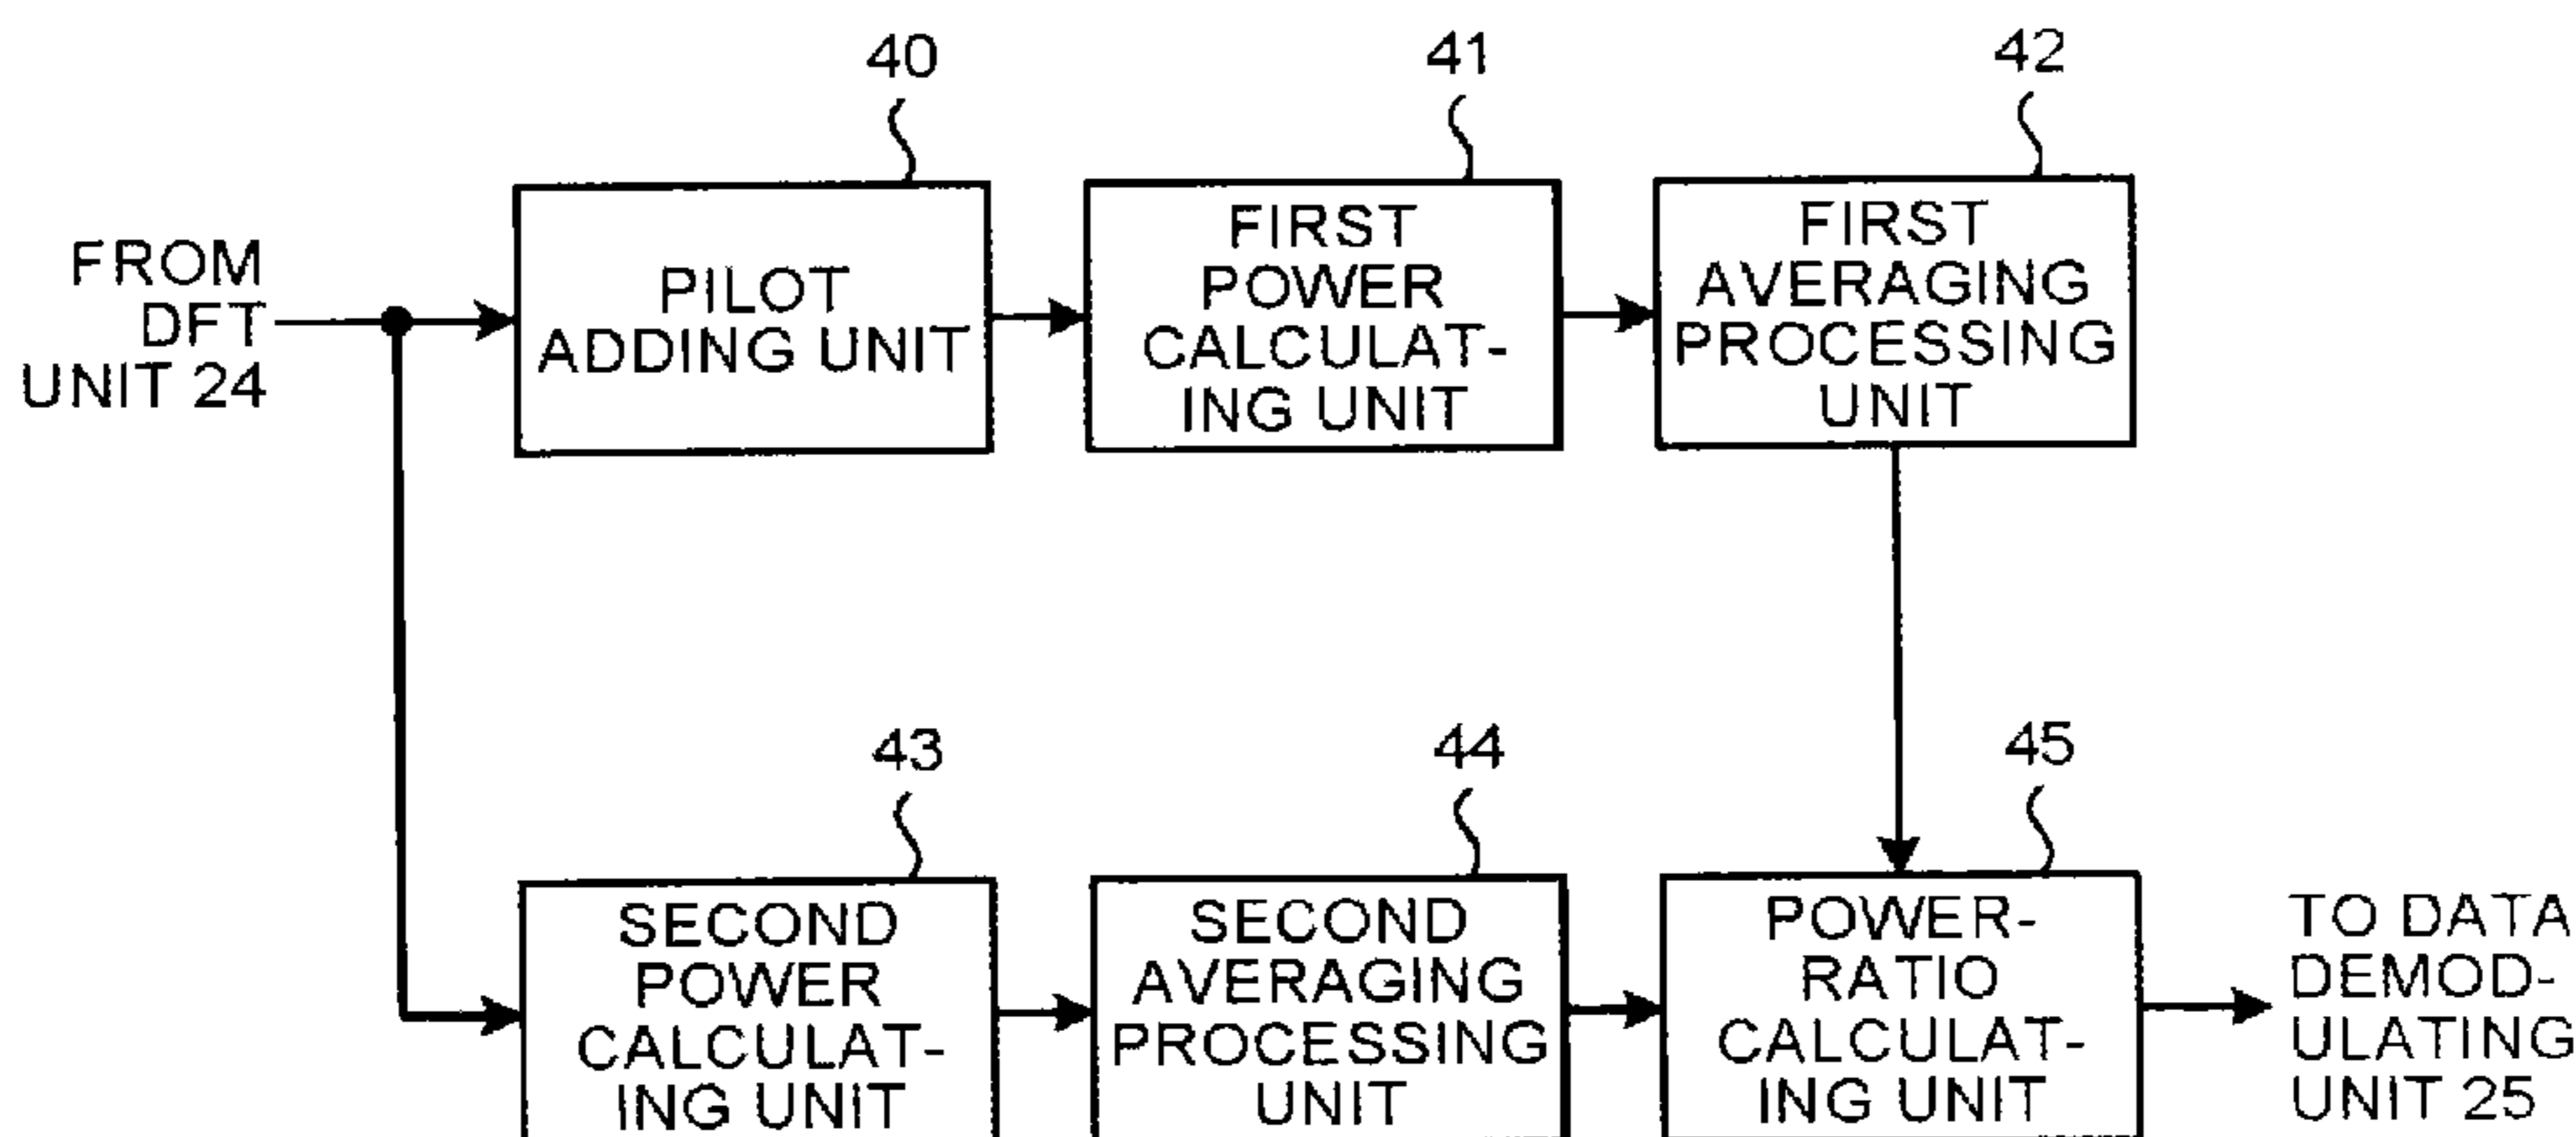 40
41
42
FROM
DFT
UNIT 24
PILOT
ADDING UNIT
FIRST
POWER
CALCULAT-
ING UNIT
FIRST
AVERAGING
PROCESSING
UNIT
43
44
45
SECOND
POWER
CALCULAT-
ING UNIT
SECOND
AVERAGING
PROCESSING
UNIT
POWER-
RATIO
CALCULAT-
ING UNIT
TO DATA
DEMOD-
ULATING
UNIT 25